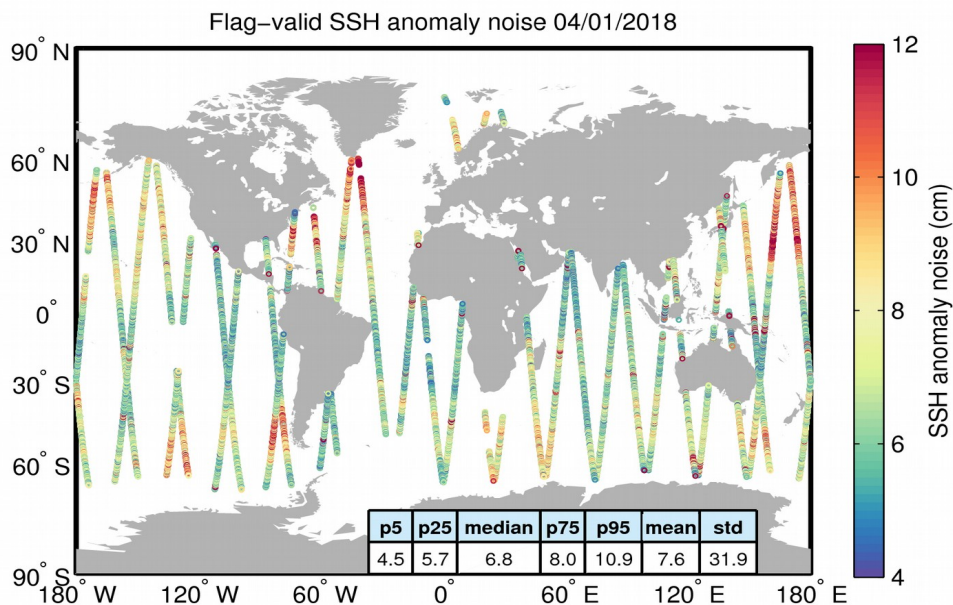 Flag−valid SSH anomaly noise 04/01/2018
90° N
60° N
30° N
0°
30° S
60° S
90° S
180° W
120° W
60° W
0°
60° E
120° E
180° E
p5 p25 median p75 p95 mean std
4.5 5.7 6.8 8.0 10.9 7.6 31.9
12
10
8
6
4
SSH anomaly noise (cm)